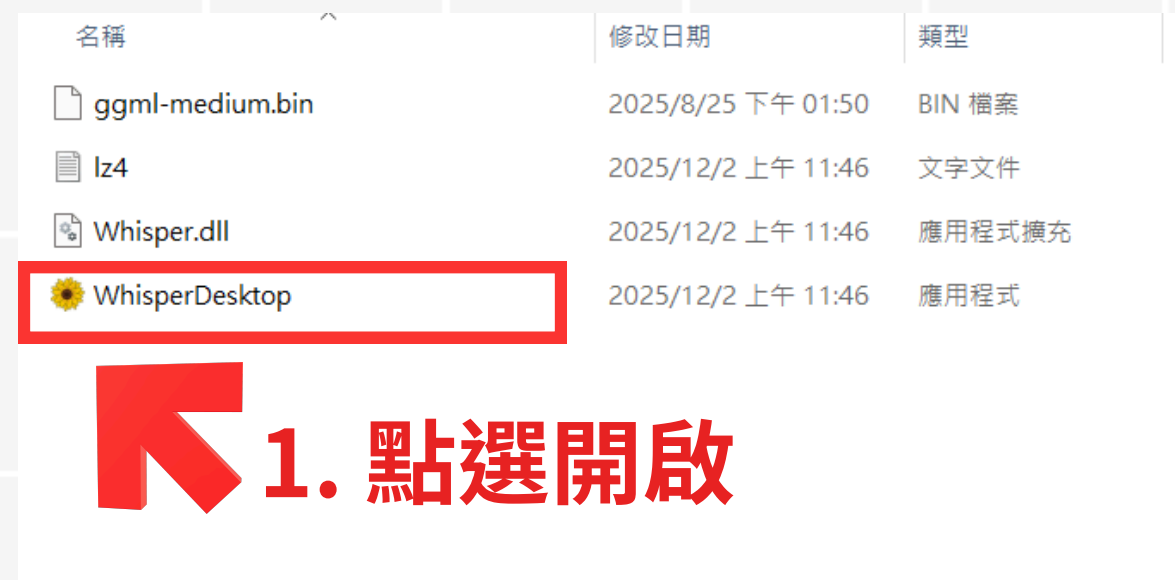 名稱 修改日期 類型
ggml-medium.bin 2025/8/25 下午 01:50 BIN 檔案
lz4 2025/12/2 上午 11:46 文字文件
Whisper.dll 2025/12/2 上午 11:46 應用程式擴充
WhisperDesktop 2025/12/2 上午 11:46 應用程式
1. 點選開啟